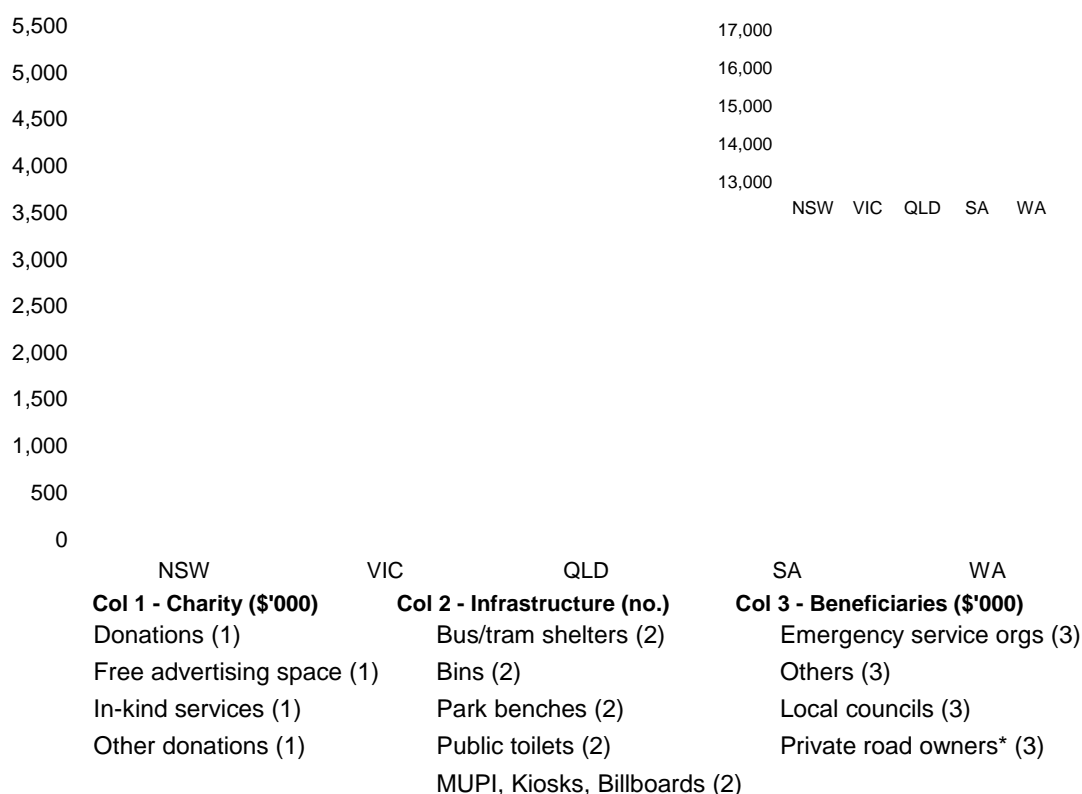 5,500
5,000
4,500
4,000
3,500
3,000
2,500
2,000
1,500
1,000
500
0
17,000
16,000
15,000
14,000
13,000
NSW VIC QLD SA WA
NSW VIC QLD SA WA
Col 1 - Charity ($'000) Col 2 - Infrastructure (no.) Col 3 - Beneficiaries ($'000)
Donations (1) Bus/tram shelters (2) Emergency service orgs (3)
Free advertising space (1) Bins (2) Others (3)
In-kind services (1) Park benches (2) Local councils (3)
Other donations (1) Public toilets (2) Private road owners* (3)
MUPI, Kiosks, Billboards (2)